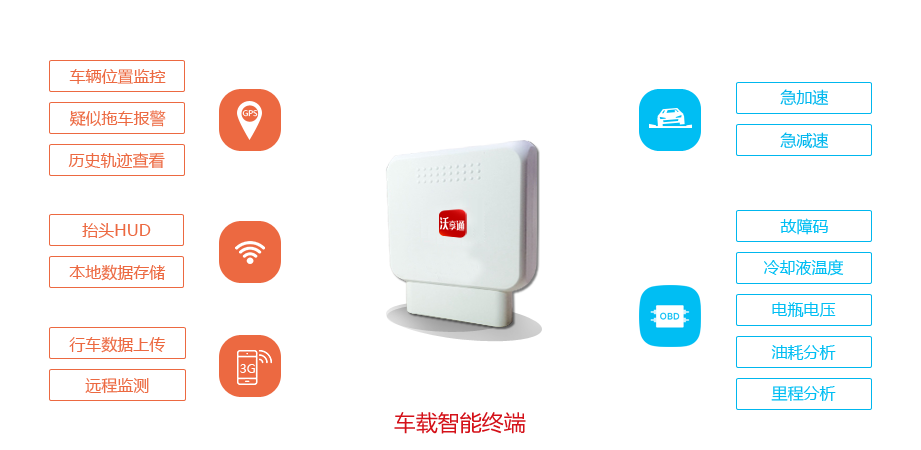 车辆位置监控
疑似拖车报警
历史轨迹查看
GPS
抬头HUD
本地数据存储
行车数据上传
远程监测
3G
沃享通
车载智能终端
急加速
急减速
故障码
冷却液温度
电瓶电压
油耗分析
里程分析
OBD